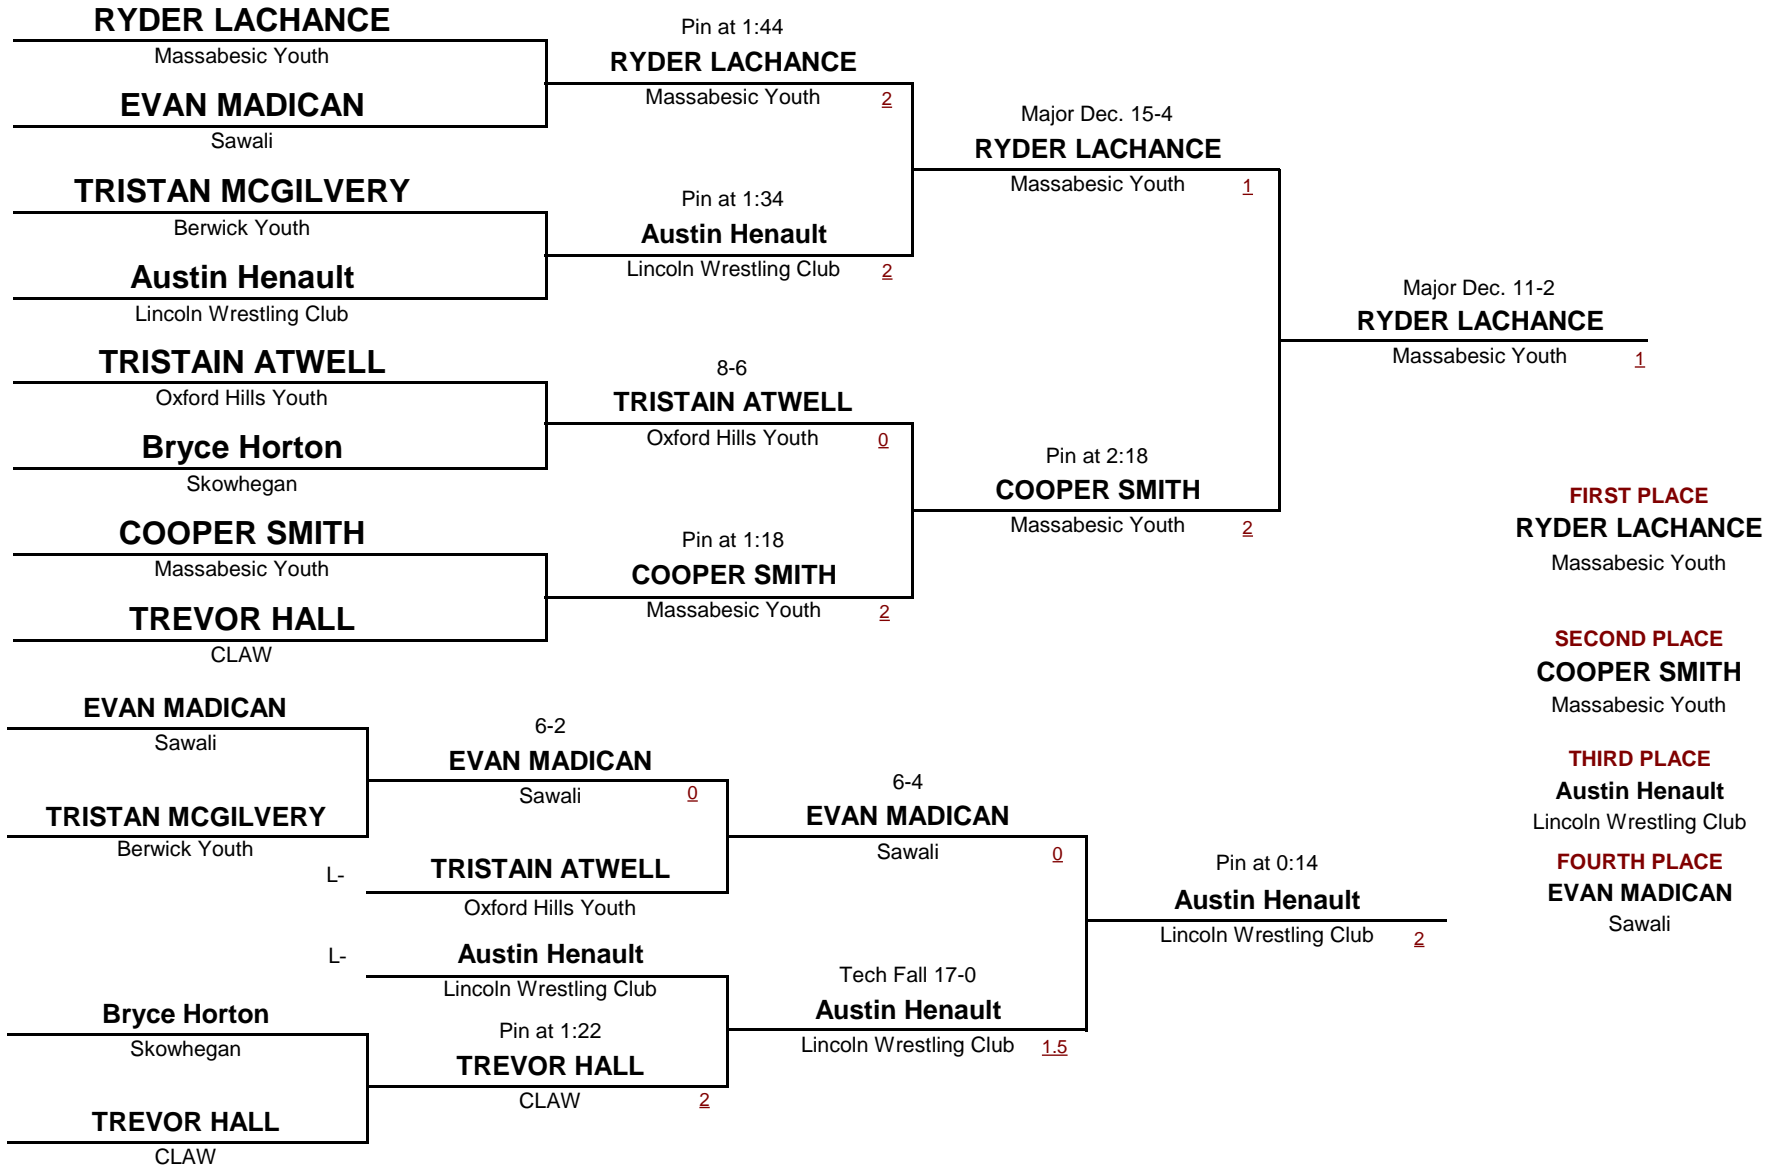 RYDER LACHANCE
Massabesic Youth
EVAN MADICAN
Sawali
TRISTAN MCGILVERY
Berwick Youth
Austin Henault
Lincoln Wrestling Club
TRISTAIN ATWELL
Oxford Hills Youth
Bryce Horton
Skowhegan
COOPER SMITH
Massabesic Youth
TREVOR HALL
CLAW
Pin at 1:44
RYDER LACHANCE
Massabesic Youth 2
Pin at 1:34
Austin Henault
Lincoln Wrestling Club 2
8-6
TRISTAIN ATWELL
Oxford Hills Youth 0
Pin at 1:18
COOPER SMITH
Massabesic Youth 2
Major Dec. 15-4
RYDER LACHANCE
Massabesic Youth 1
Pin at 2:18
COOPER SMITH
Massabesic Youth 2
Major Dec. 11-2
RYDER LACHANCE
Massabesic Youth 1
EVAN MADICAN
Sawali
TRISTAN MCGILVERY
Berwick Youth
Bryce Horton
Skowhegan
TREVOR HALL
CLAW
6-2
EVAN MADICAN
Sawali 0
L- TRISTAIN ATWELL
Oxford Hills Youth
L- Austin Henault
Lincoln Wrestling Club
Pin at 1:22
TREVOR HALL
CLAW 2
6-4
EVAN MADICAN
Sawali 0
Tech Fall 17-0
Austin Henault
Lincoln Wrestling Club 1.5
Pin at 0:14
Austin Henault
Lincoln Wrestling Club 2
FIRST PLACE
RYDER LACHANCE
Massabesic Youth
SECOND PLACE
COOPER SMITH
Massabesic Youth
THIRD PLACE
Austin Henault
Lincoln Wrestling Club
FOURTH PLACE
EVAN MADICAN
Sawali